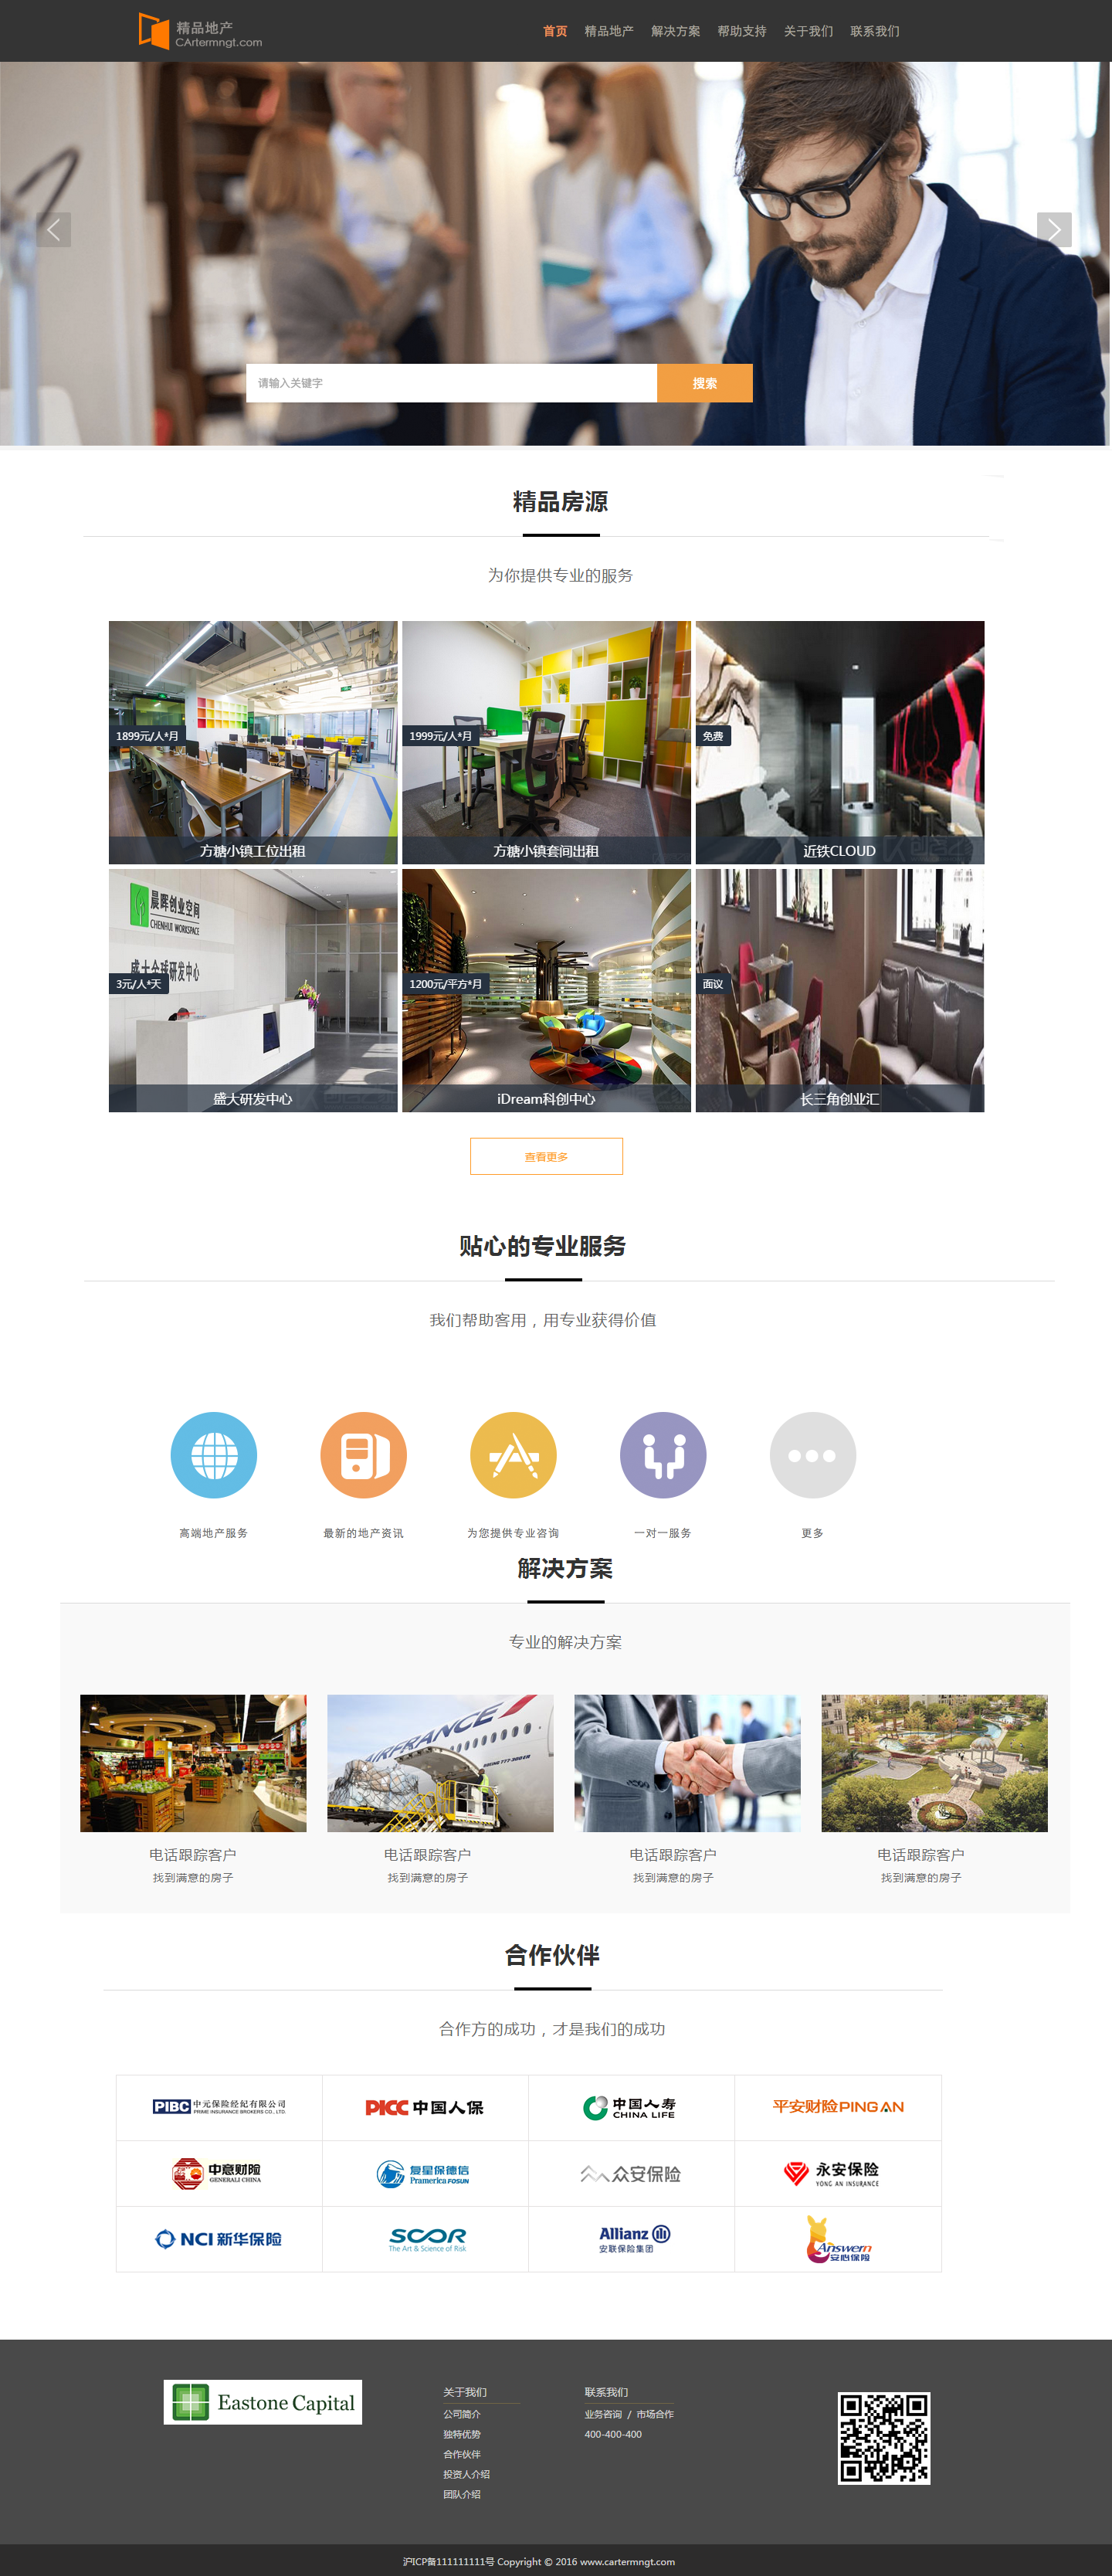 精品地产
CArtermngt.com
首页 精品地产 解决方案 帮助支持 关于我们 联系我们
请输入关键字
搜索
精品房源
为你提供专业的服务
1899元/人*月
1999元/人*月
免费
方糖小镇工位出租
方糖小镇套间出租
近铁CLOUD
晨晖创业空间
CHENHUI WORKSPACE
盛大全球研发中心
3元/人*天
1200元/平方*月
面议
盛大研发中心
iDream科创中心
长三角创业汇
查看更多
贴心的专业服务
我们帮助客用，用专业获得价值
高端地产服务
最新的地产资讯
为您提供专业咨询
一对一服务
更多
解决方案
专业的解决方案
AIRFRANCE
电话跟踪客户
找到满意的房子
电话跟踪客户
找到满意的房子
电话跟踪客户
找到满意的房子
电话跟踪客户
找到满意的房子
合作伙伴
合作方的成功，才是我们的成功
PIBC 中元保险经纪有限公司
PRIME INSURANCE BROKERS CO., LTD.
PICC 中国人保
中国人寿
CHINA LIFE
平安财险 PING AN
中意财险
GENERALI CHINA
复星保德信
Pramerica FOSUN
众安保险
永安保险
YONG AN INSURANCE
NCI 新华保险
SCOR
The Art & Science of Risk
Allianz
安联保险集团
Answern
安心保险
Eastone Capital
关于我们
公司简介
独特优势
合作伙伴
投资人介绍
团队介绍
联系我们
业务咨询 / 市场合作
400-400-400
沪ICP备111111111号 Copyright © 2016 www.cartermngt.com